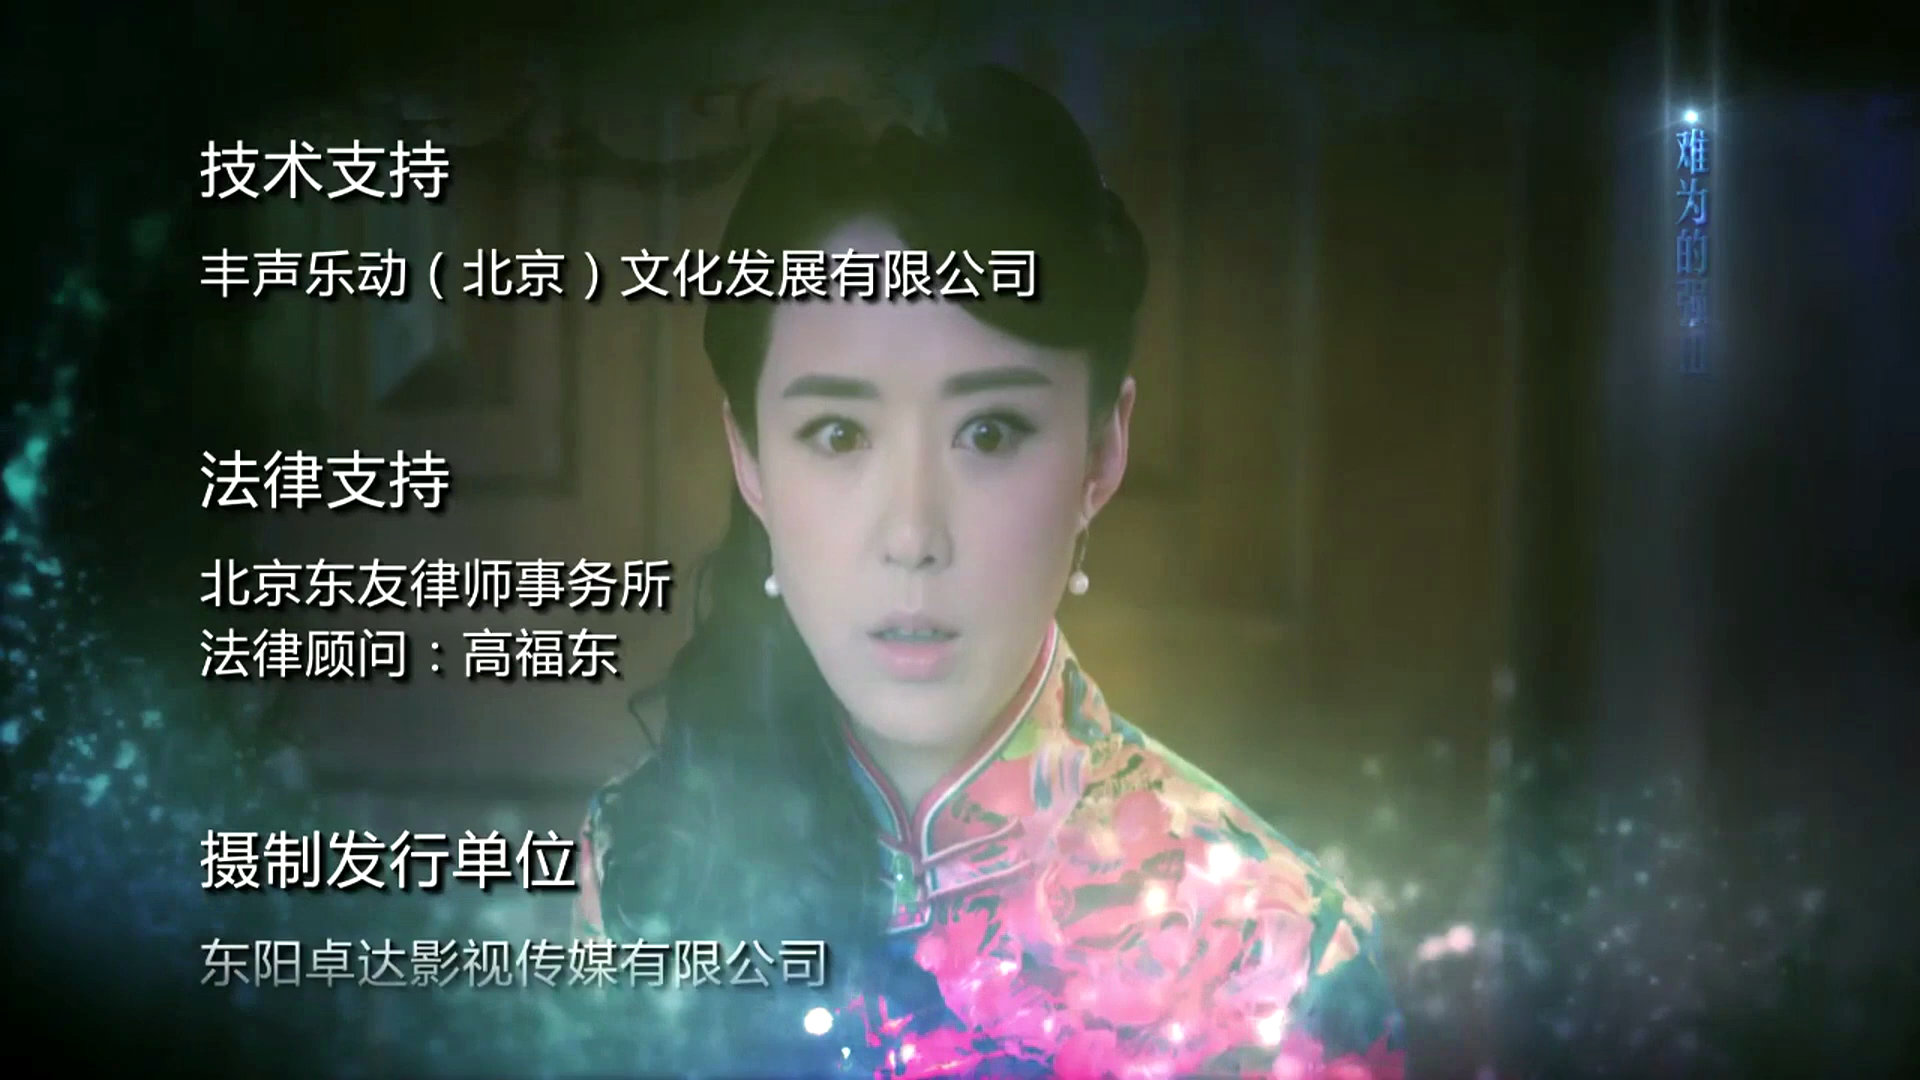 技术支持
丰声乐动（北京）文化发展有限公司
法律支持
北京东友律师事务所
法律顾问：高福东
摄制发行单位
东阳卓达影视传媒有限公司
难为的强